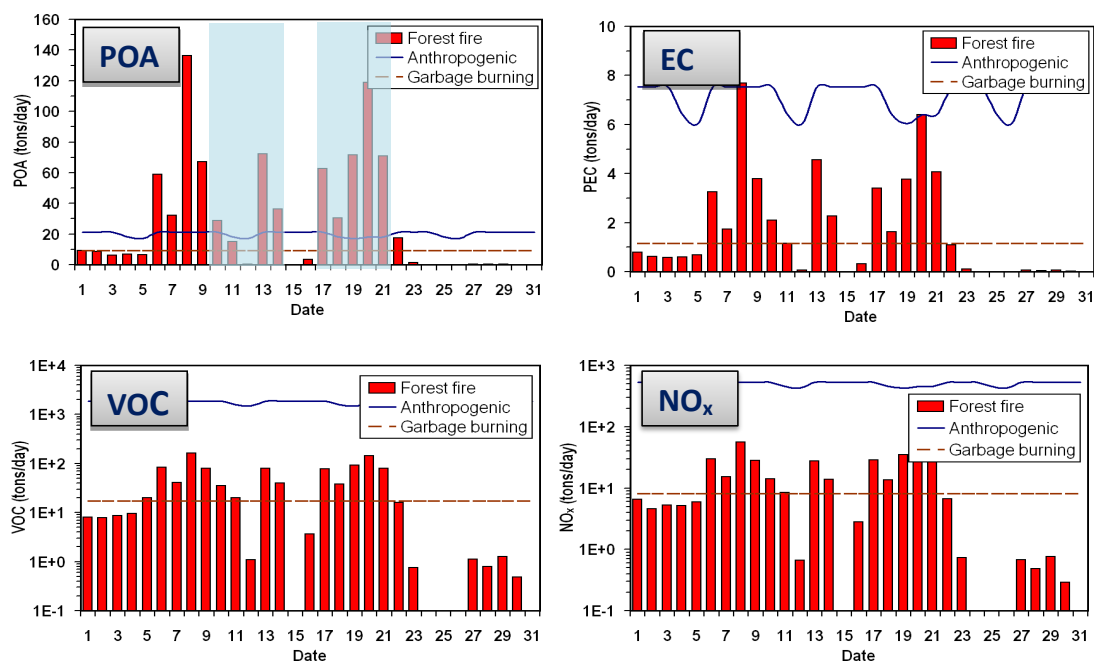 160
140
120
100
80
60
40
20
0
POA (tons/day)
POA
Forest fire
Anthropogenic
Garbage burning
1 3 5 7 9 11 13 15 17 19 21 23 25 27 29 31
Date
10
8
6
4
2
0
PEC (tons/day)
EC
Forest fire
Anthropogenic
Garbage burning
1 3 5 7 9 11 13 15 17 19 21 23 25 27 29 31
Date
1E+4
1E+3
1E+2
1E+1
1E+0
1E-1
VOC (tons/day)
VOC
Forest fire
Anthropogenic
Garbage burning
1 3 5 7 9 11 13 15 17 19 21 23 25 27 29 31
Date
1E+3
1E+2
1E+1
1E+0
1E-1
NOx (tons/day)
NOx
Forest fire
Anthropogenic
Garbage burning
1 3 5 7 9 11 13 15 17 19 21 23 25 27 29 31
Date